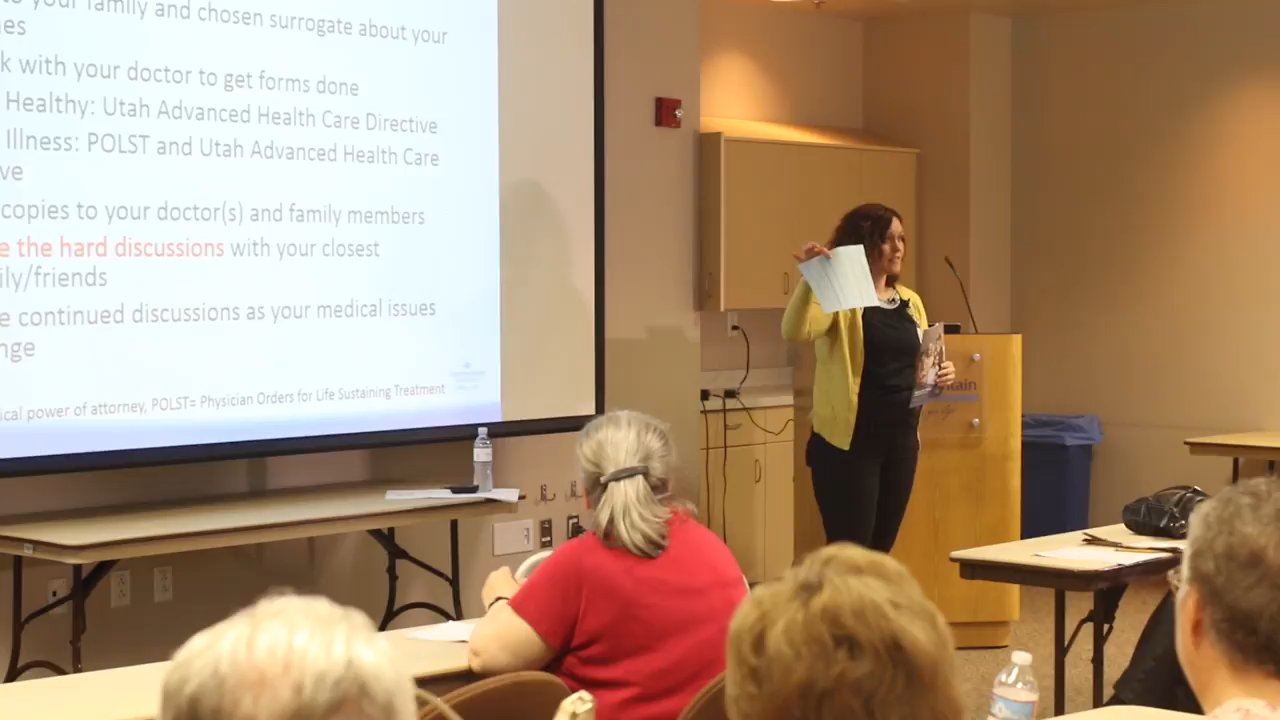 to your family and chosen surrogate about your
es
k with your doctor to get forms done
Healthy: Utah Advanced Health Care Directive
Illness: POLST and Utah Advanced Health Care
ve
copies to your doctor(s) and family members
e the hard discussions with your closest
ily/friends
e continued discussions as your medical issues
nge
ical power of attorney, POLST= Physician Orders for Life Sustaining Treatment
tain